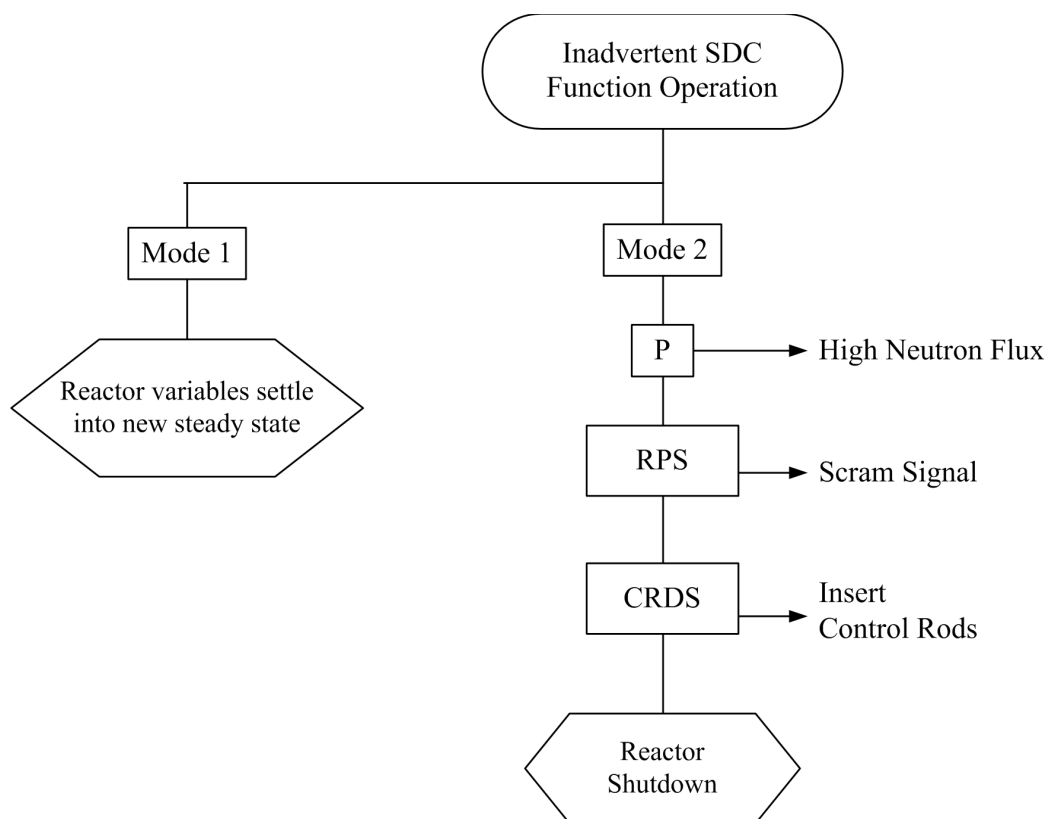 Inadvertent SDC
Function Operation
Mode 1
Mode 2
P
High Neutron Flux
Reactor variables settle
into new steady state
RPS
Scram Signal
CRDS
Insert
Control Rods
Reactor
Shutdown